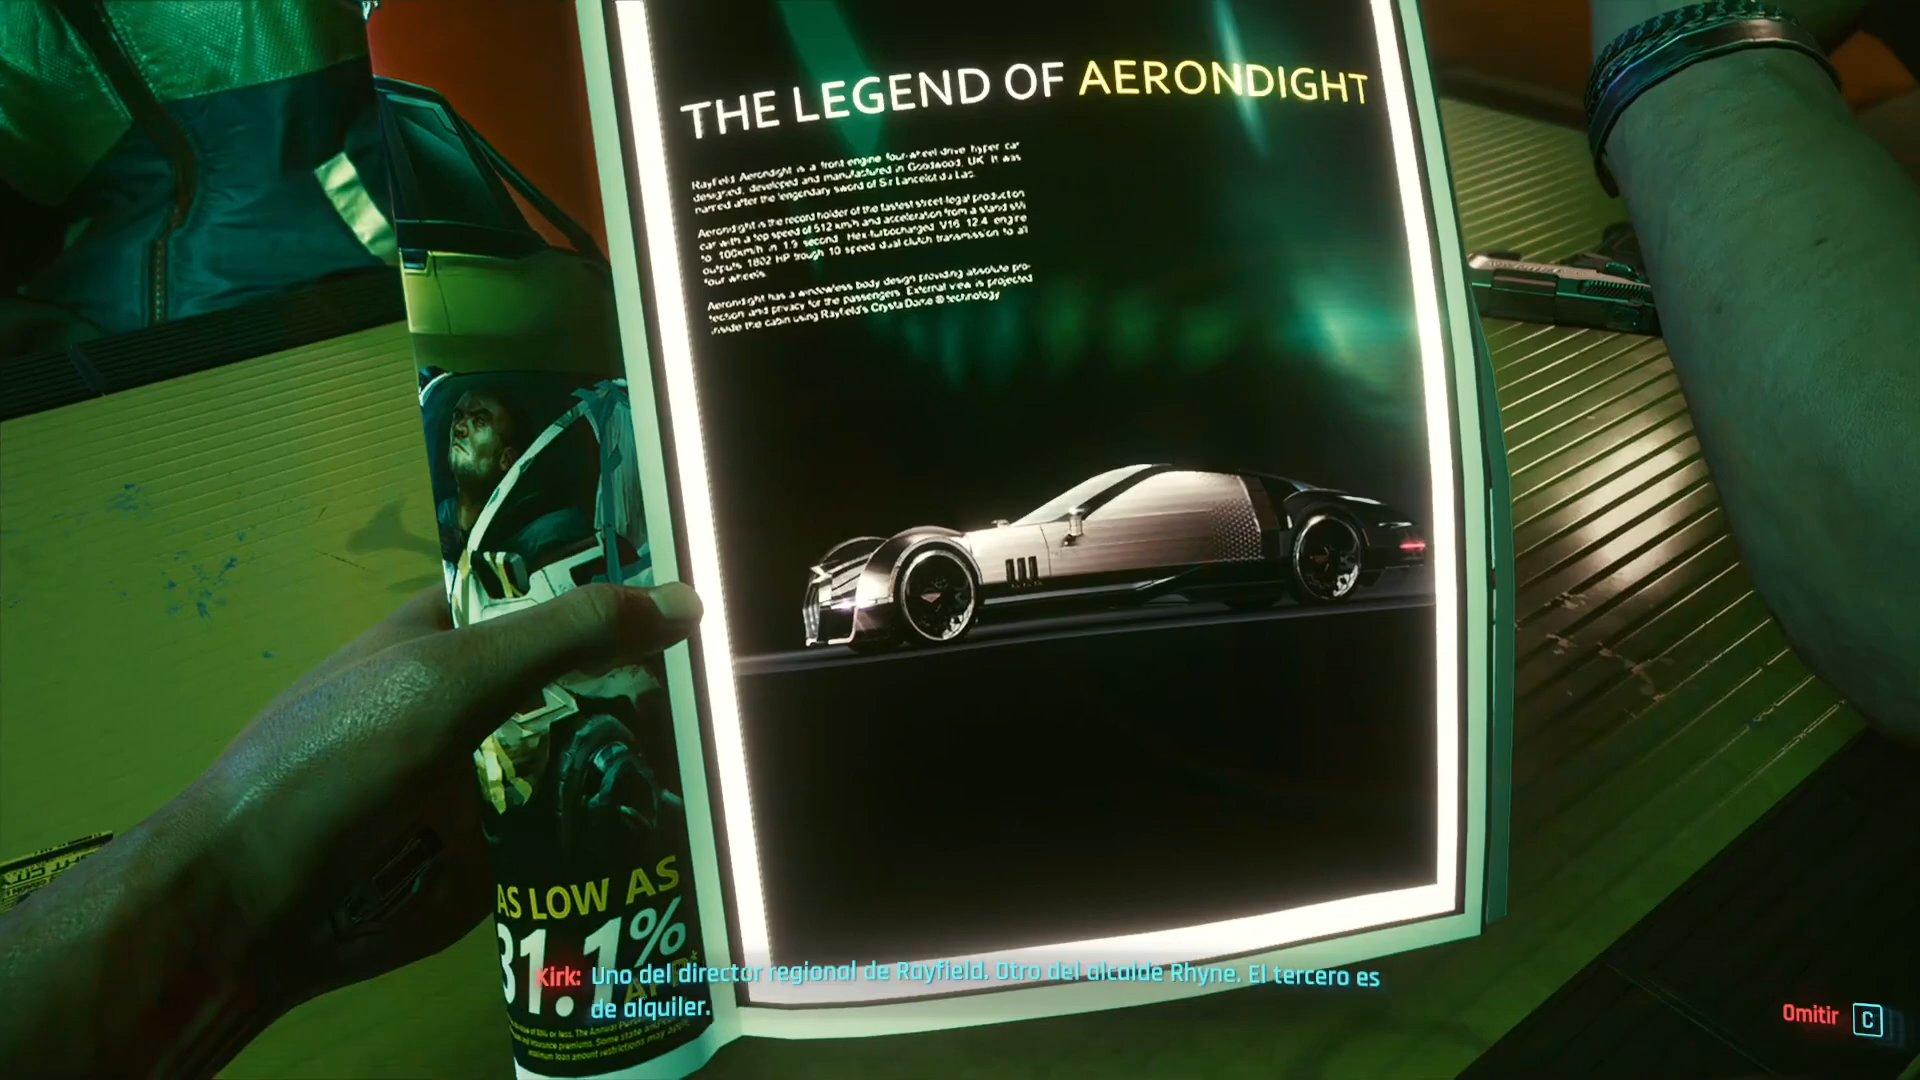 THE LEGEND OF AERONDIGHT
Rayfield Aerondight is a front engine four-wheel-drive hyper car
designed, developed and manufactured in Goodwood, UK. It was
named after the lengendary sword of Sir Lancelot du Lac.
Aerondight is the record holder of the fastest street-legal production
car with a top speed of 512 km/h and acceleration from a stand still
to 100km/h in 1.9 second. Hex-turbocharged V16 12.4 engine
outputs 1802 HP trough 10 speed dual clutch transmission to all
four wheels.
Aerondight has a windowless body design providing absolute pro-
tection and privacy for the passengers. External view is projected
inside the cabin using Rayfield's Crystal Dome ® technology
AS LOW AS
31.1%
Kirk: Uno del director regional de Rayfield. Otro del alcalde Rhyne. El tercero es
de alquiler.
Omitir C